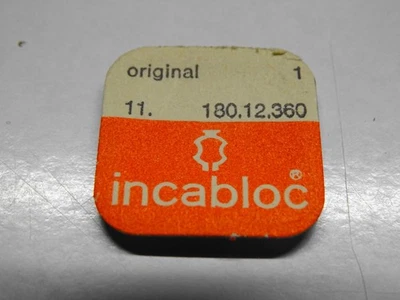 original 1
11. 180.12.360
incabloc®